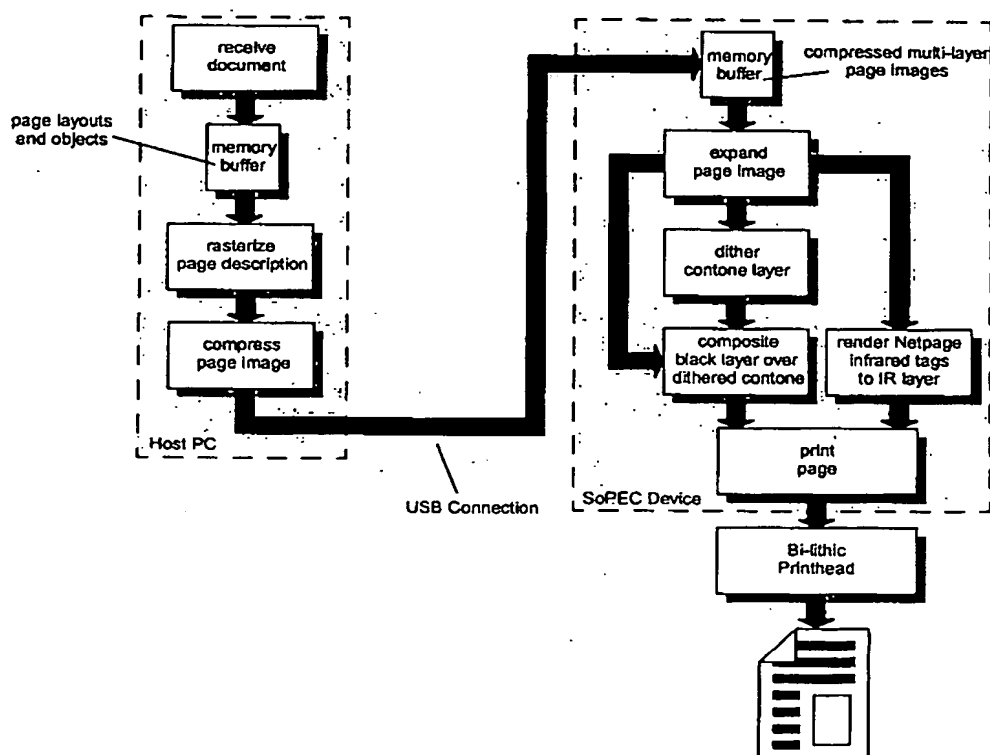 receive
document
page layouts
and objects
memory
buffer
rasterize
page description
compress
page image
Host PC
USB Connection
memory
buffer
compressed multi-layer
page images
expand
page image
dither
contone layer
composite
black layer over
dithered contone
render Netpage
infrared tags
to IR layer
print
page
SoPEC Device
Bi-lithic
Printhead